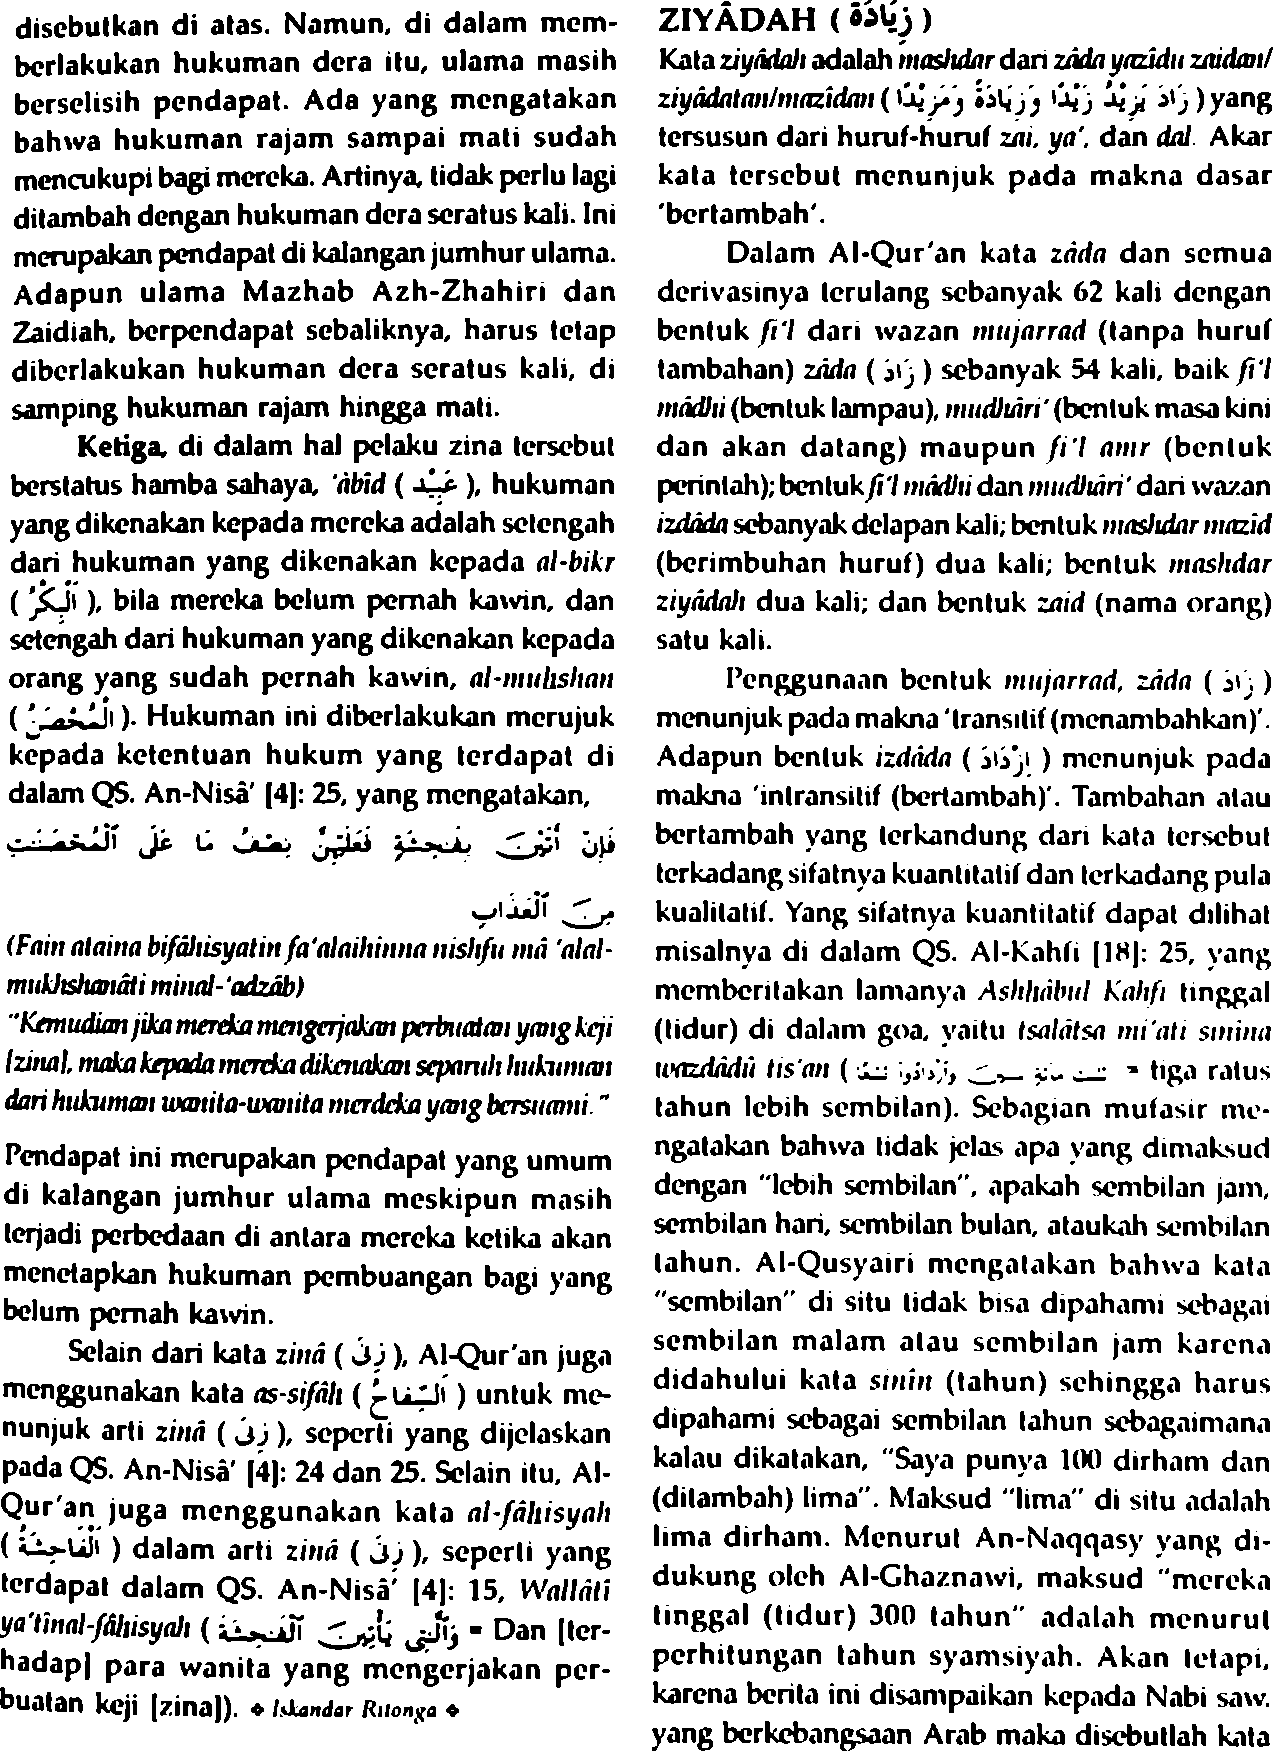 disebutkan di atas. Namun, di dalam mem-
berlakukan hukuman dera itu, ulama masih
berselisih pendapat. Ada yang mengatakan
bahwa hukuman rajam sampai mati sudah
mencukupi bagi mereka. Artinya, tidak perlu lagi
ditambah dengan hukuman dera seratus kali. Ini
merupakan pendapat di kalangan jumhur ulama.
Adapun ulama Mazhab Azh-Zhahiri dan
Zaidiah, berpendapat sebaliknya, harus tetap
diberlakukan hukuman dera seratus kali, di
samping hukuman rajam hingga mati.
Ketiga, di dalam hal pelaku zina tersebut
berstatus hamba sahaya, 'âbîd ( عَبِيْد ), hukuman
yang dikenakan kepada mereka adalah setengah
dari hukuman yang dikenakan kepada al-bikr
( اَلْبِكْرُ ), bila mereka belum pernah kawin, dan
setengah dari hukuman yang dikenakan kepada
orang yang sudah pernah kawin, al-muhshan
( الْمُحْصَنُ ). Hukuman ini diberlakukan merujuk
kepada ketentuan hukum yang terdapat di
dalam QS. An-Nisâ' [4]: 25, yang mengatakan,
فَإِنْ أَتَيْنَ بِفَٰحِشَةٍ فَعَلَيْهِنَّ نِصْفُ مَا عَلَى ٱلْمُحْصَنَٰتِ
مِنَ ٱلْعَذَابِ
(Fain ataina bifâhisyatin fa'alaihinna nishfu mâ 'alal-
mukhshanâti minal-'adzâb)
"Kemudian jika mereka mengerjakan perbuatan yang keji
[zina], maka kepada mereka dikenakan separuh hukuman
dari hukuman wanita-wanita merdeka yang bersuami."
Pendapat ini merupakan pendapat yang umum
di kalangan jumhur ulama meskipun masih
terjadi perbedaan di antara mereka ketika akan
menetapkan hukuman pembuangan bagi yang
belum pernah kawin.
Selain dari kata zinâ ( زِنَى ), Al-Qur'an juga
menggunakan kata as-sifâh ( اَلسِّفَاحُ ) untuk me-
nunjuk arti zinâ ( زِنَى ), seperti yang dijelaskan
pada QS. An-Nisâ' [4]: 24 dan 25. Selain itu, Al-
Qur'an juga menggunakan kata al-fâhisyah
( اَلْفَاحِشَةُ ) dalam arti zinâ ( زِنَى ), seperti yang
terdapat dalam QS. An-Nisâ' [4]: 15, Wallâtî
ya'tînal-fâhisyah ( وَٱلَّٰتِى يَأْتِينَ ٱلْفَٰحِشَةَ = Dan [ter-
hadap] para wanita yang mengerjakan per-
buatan keji [zina]). ◆ Iskandar Ritonga ◆
ZIYÂDAH ( زِيَادَة )
Kata ziyâdah adalah mashdar dari zâda yazîdu zaidan/
ziyâdatan/mazîdan ( زَادَ يَزِيْدُ زَيْدًا وَزِيَادَةً وَمَزِيْدًا ) yang
tersusun dari huruf-huruf zai, ya', dan dal. Akar
kata tersebut menunjuk pada makna dasar
'bertambah'.
Dalam Al-Qur'an kata zâda dan semua
derivasinya terulang sebanyak 62 kali dengan
bentuk fi'l dari wazan mujarrad (tanpa huruf
tambahan) zâda ( زَادَ ) sebanyak 54 kali, baik fi'l
mâdhi (bentuk lampau), mudhâri' (bentuk masa kini
dan akan datang) maupun fi'l amr (bentuk
perintah); bentuk fi'l mâdhi dan mudhâri' dari wazan
izdâda sebanyak delapan kali; bentuk mashdar mazîd
(berimbuhan huruf) dua kali; bentuk mashdar
ziyâdah dua kali; dan bentuk zaid (nama orang)
satu kali.
Penggunaan bentuk mujarrad, zâda ( زَادَ )
menunjuk pada makna 'transitif (menambahkan)'.
Adapun bentuk izdâda ( اِزْدَادَ ) menunjuk pada
makna 'intransitif (bertambah)'. Tambahan atau
bertambah yang terkandung dari kata tersebut
terkadang sifatnya kuantitatif dan terkadang pula
kualitatif. Yang sifatnya kuantitatif dapat dilihat
misalnya di dalam QS. Al-Kahfi [18]: 25, yang
memberitakan lamanya Ashhâbul Kahfi tinggal
(tidur) di dalam goa, yaitu tsalâtsa mi'ati sinîna
wazdâdû tis'an ( = tiga ratus
tahun lebih sembilan). Sebagian mufasir me-
ngatakan bahwa tidak jelas apa yang dimaksud
dengan "lebih sembilan", apakah sembilan jam,
sembilan hari, sembilan bulan, ataukah sembilan
tahun. Al-Qusyairi mengatakan bahwa kata
"sembilan" di situ tidak bisa dipahami sebagai
sembilan malam atau sembilan jam karena
didahului kata sinîn (tahun) sehingga harus
dipahami sebagai sembilan tahun sebagaimana
kalau dikatakan, "Saya punya 100 dirham dan
(ditambah) lima". Maksud "lima" di situ adalah
lima dirham. Menurut An-Naqqasy yang di-
dukung oleh Al-Ghaznawi, maksud "mereka
tinggal (tidur) 300 tahun" adalah menurut
perhitungan tahun syamsiyah. Akan tetapi,
karena berita ini disampaikan kepada Nabi saw.
yang berkebangsaan Arab maka disebutlah kata